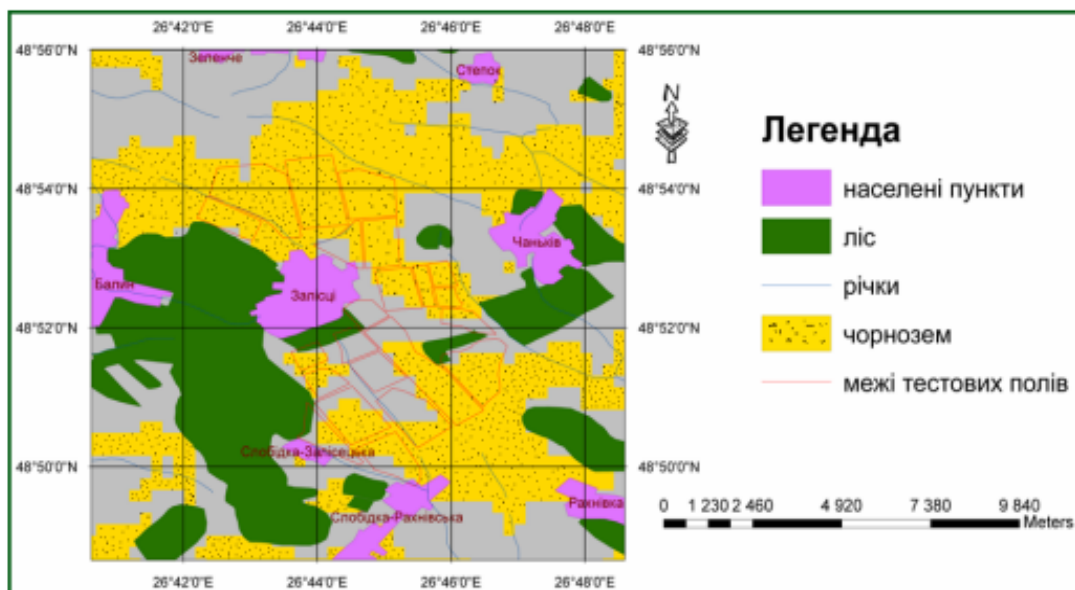 26°42'0"E 26°44'0"E 26°46'0"E 26°48'0"E
48°56'0"N 48°56'0"N
Зеленче
Степок
N
Легенда
населені пункти
48°54'0"N 48°54'0"N
ліс
Чаньків
Балин
Залісці
річки
48°52'0"N 48°52'0"N
чорнозем
межі тестових полів
Слобідка-Залісецька
48°50'0"N 48°50'0"N
Рахнівка
Слобідка-Рахнівська
0 1 230 2 460 4 920 7 380 9 840
Meters
26°42'0"E 26°44'0"E 26°46'0"E 26°48'0"E